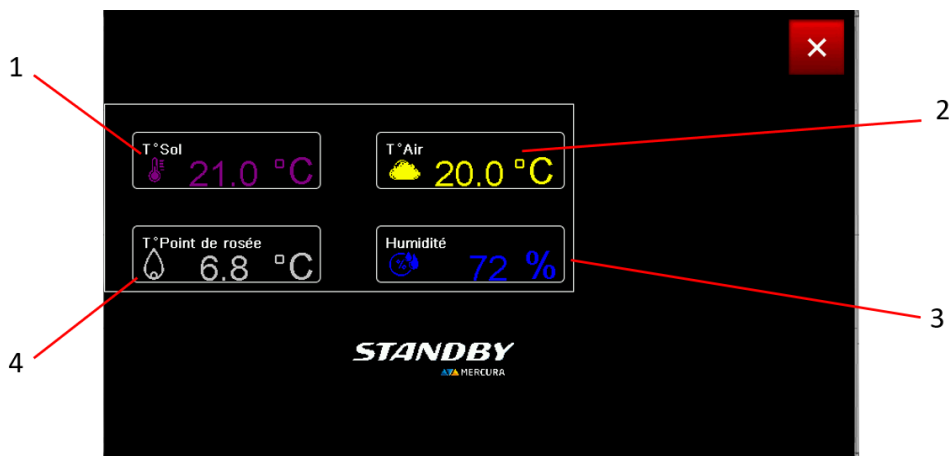 1
2
T°Sol
21.0 °C
T°Air
20.0 °C
T°Point de rosée
6.8 °C
Humidité
72 %
3
4
STANDBY
MERCURA